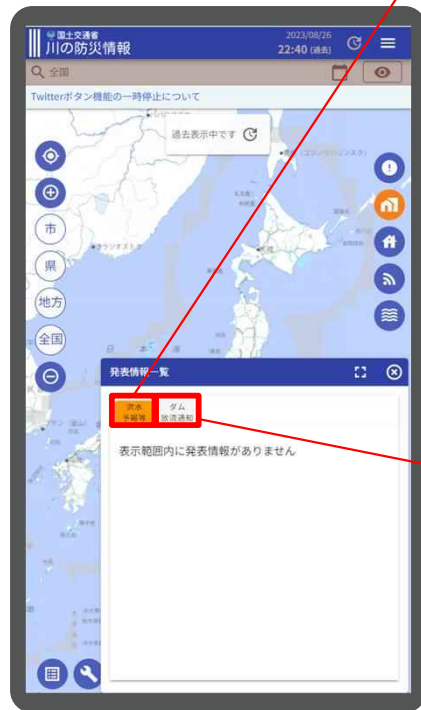 国土交通省
川の防災情報
2023/08/26
22:40 (過去)
全国
Twitterボタン機能の一時停止について
過去表示中です
市
県
地方
全国
日 本 海
発表情報一覧
洪水
予報等
ダム
放流通知
表示範囲内に発表情報がありません